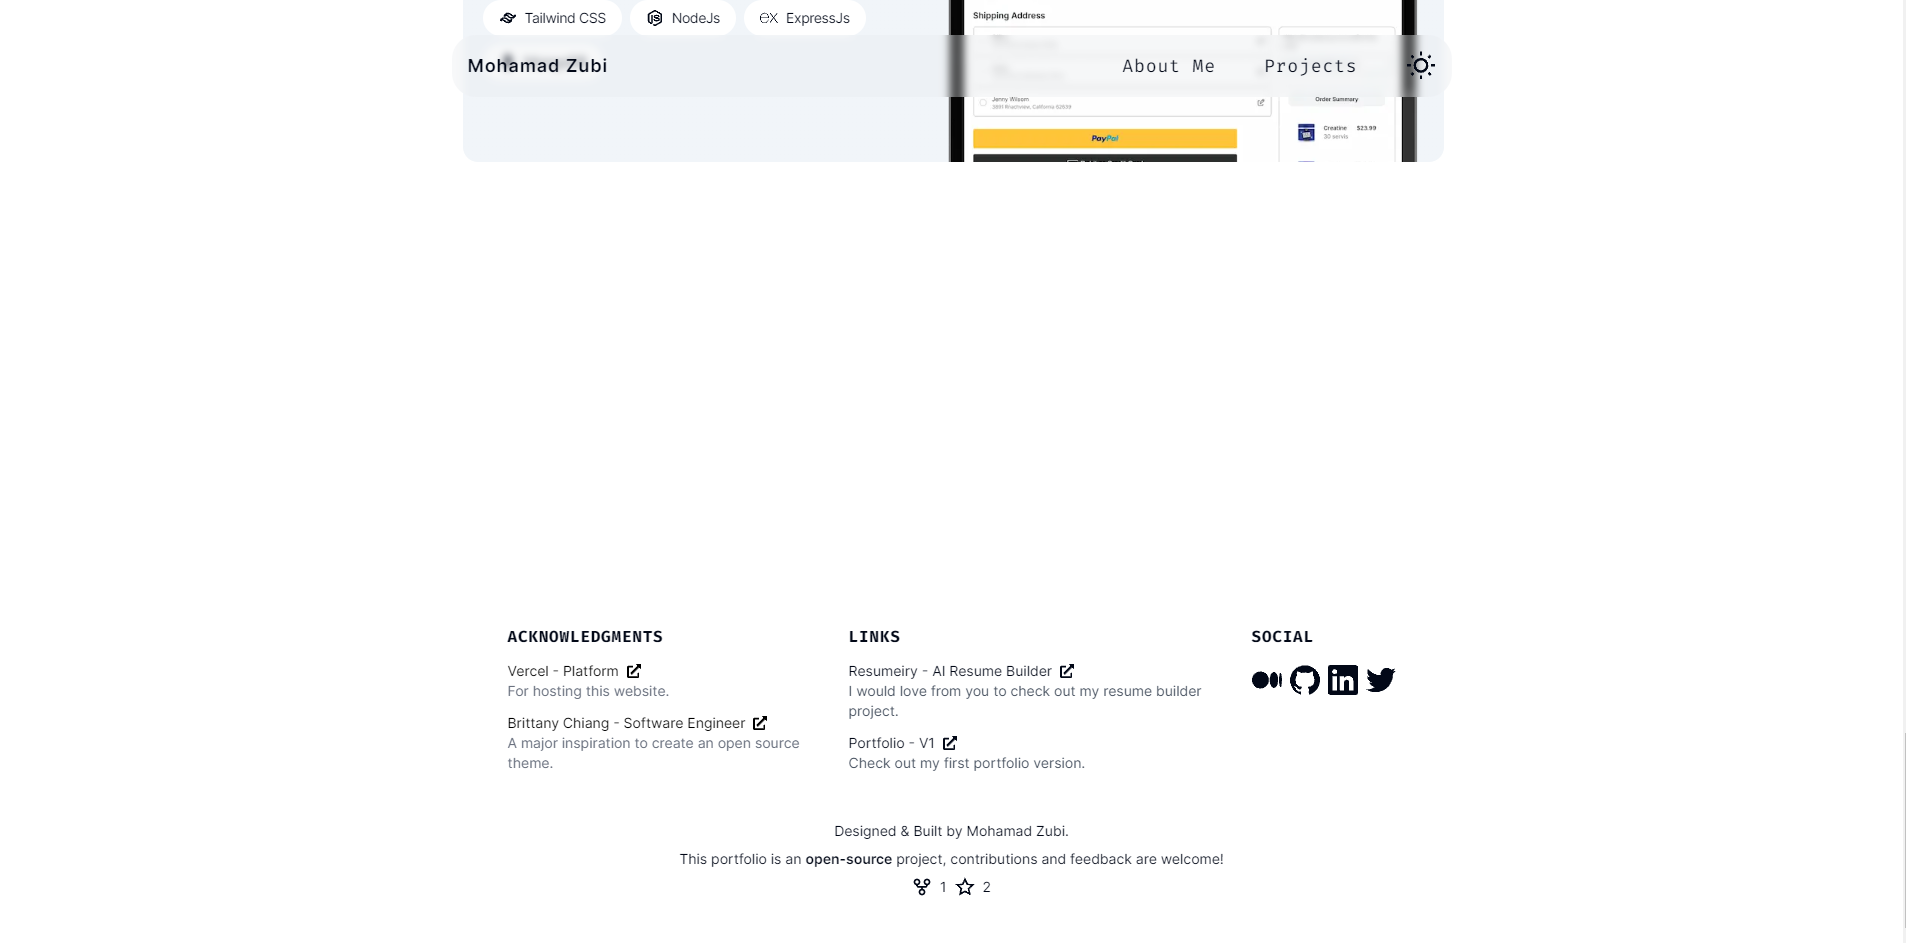 Tailwind CSS
NodeJs
ExpressJs
Shipping Address
Mohamad Zubi
About Me
Projects
Jenny Wilson
Order Summary
PayPal
Creatine $23.99
30 servis
ACKNOWLEDGMENTS
Vercel - Platform
For hosting this website.
Brittany Chiang - Software Engineer
A major inspiration to create an open source
theme.
LINKS
Resumeiry - AI Resume Builder
I would love from you to check out my resume builder
project.
Portfolio - V1
Check out my first portfolio version.
SOCIAL
in
Designed & Built by Mohamad Zubi.
This portfolio is an open-source project, contributions and feedback are welcome!
1 2